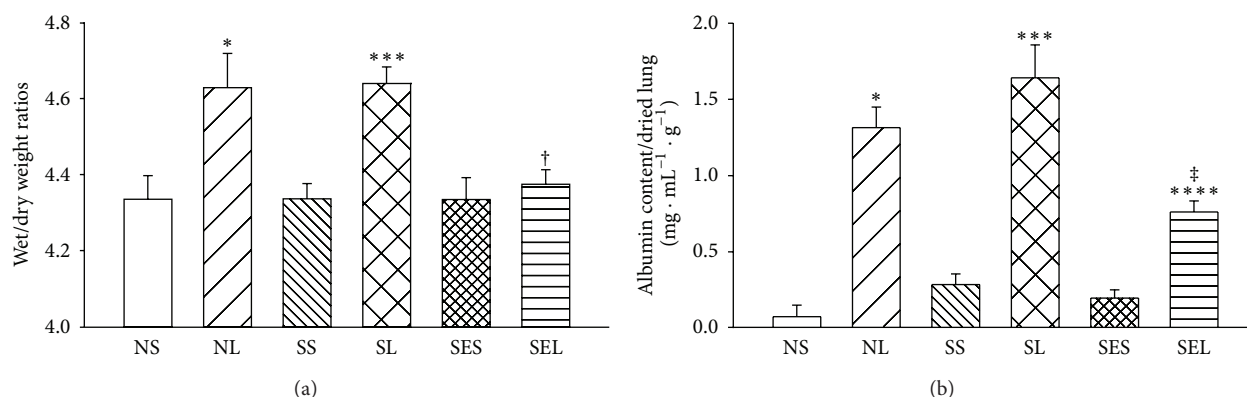 Wet/dry weight ratios
4.8
4.6
4.4
4.2
4.0
*
***
†
NS NL SS SL SES SEL
(a)
Albumin content/dried lung
(mg · mL⁻¹ · g⁻¹)
2.0
1.5
1.0
0.5
0.0
*
***
‡
****
NS NL SS SL SES SEL
(b)